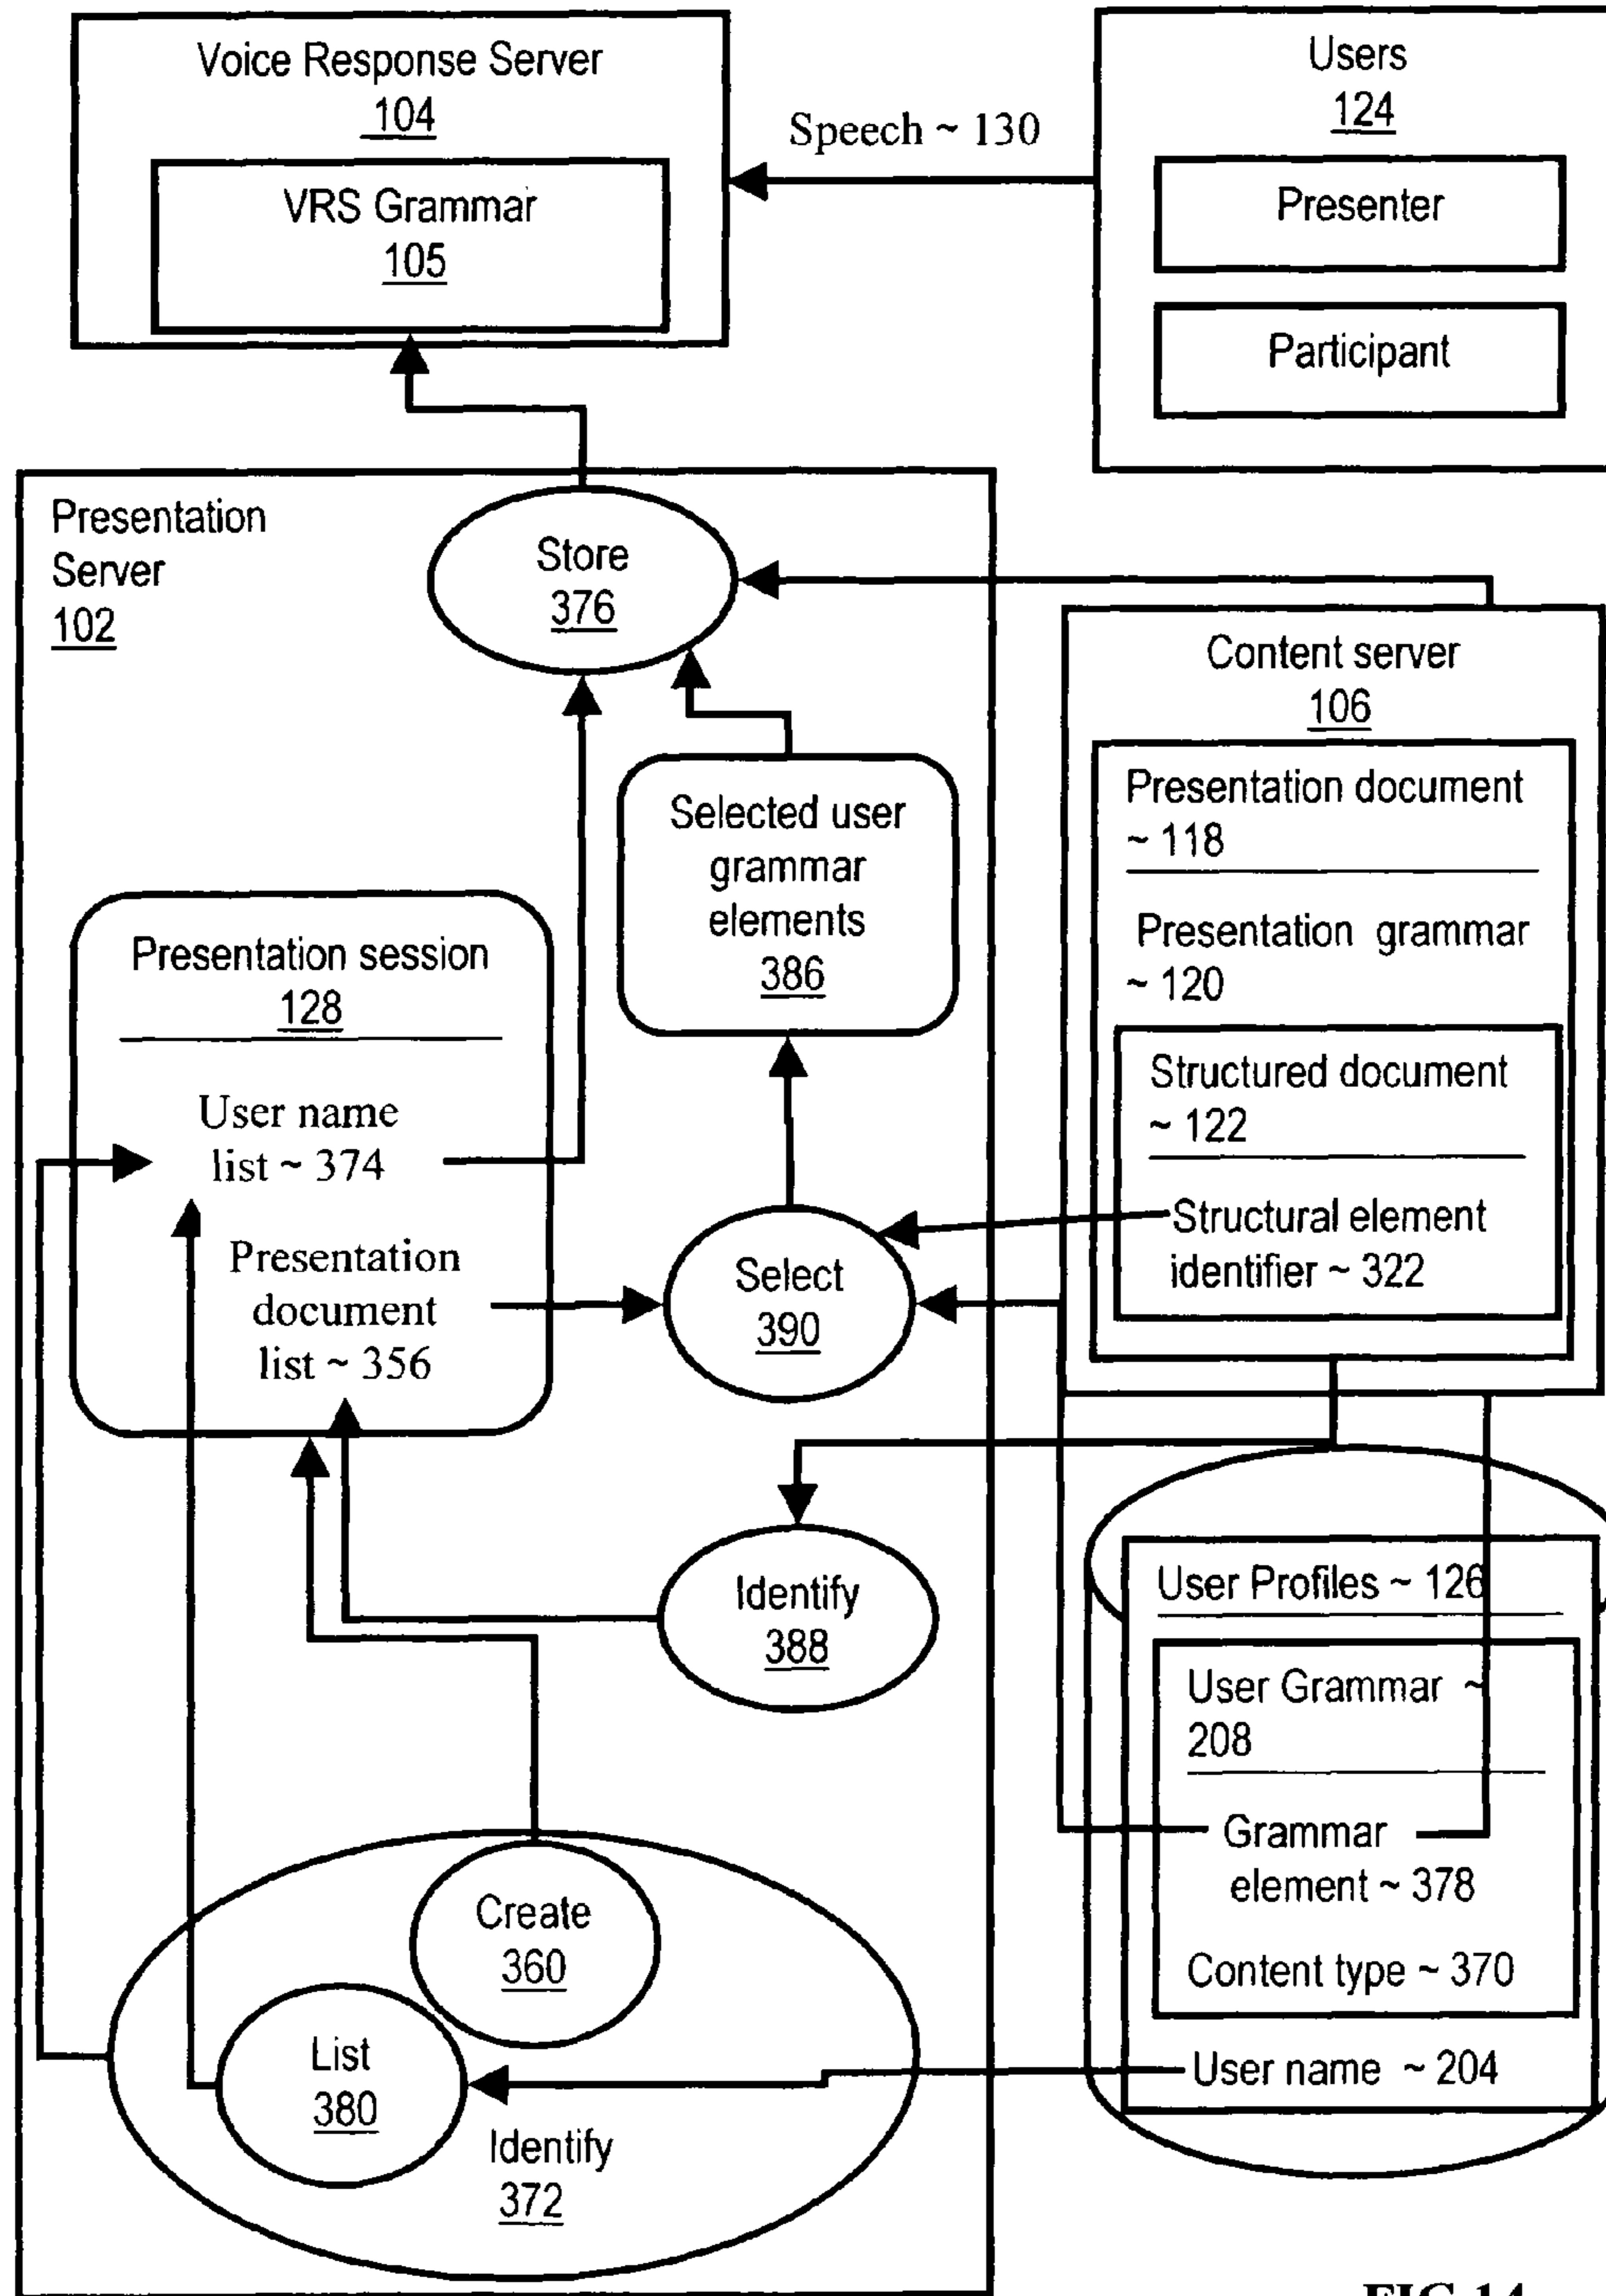 Voice Response Server
104
VRS Grammar
105
Speech ~ 130
Users
124
Presenter
Participant
Presentation
Server
102
Store
376
Selected user
grammar
elements
386
Presentation session
128
User name
list ~ 374
Presentation
document
list ~ 356
Select
390
Identify
388
Create
360
List
380
Identify
372
Content server
106
Presentation document
~ 118
Presentation grammar
~ 120
Structured document
~ 122
Structural element
identifier ~ 322
User Profiles ~ 126
User Grammar ~
208
Grammar
element ~ 378
Content type ~ 370
User name ~ 204
FIG 14